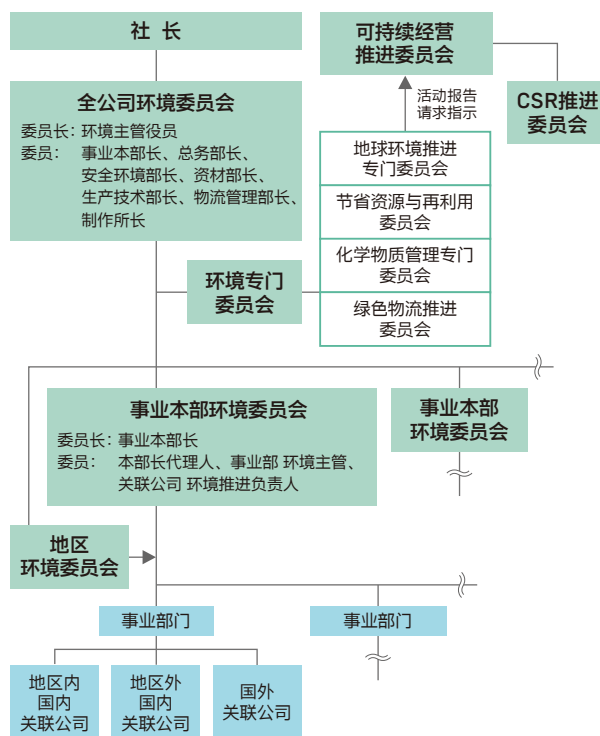 社 长
可持续经营
推进委员会
CSR推进
委员会
活动报告
请求指示
全公司环境委员会
委员长：环境主管役员
委员： 事业本部长、总务部长、
安全环境部长、资材部长、
生产技术部长、物流管理部长、
制作所长
地球环境推进
专门委员会
节省资源与再利用
委员会
化学物质管理专门
委员会
绿色物流推进
委员会
环境专门
委员会
事业本部环境委员会
委员长：事业本部长
委员： 本部长代理人、事业部 环境主管、
关联公司 环境推进负责人
事业本部
环境委员会
地区
环境委员会
事业部门
事业部门
地区内
国内
关联公司
地区外
国内
关联公司
国外
关联公司